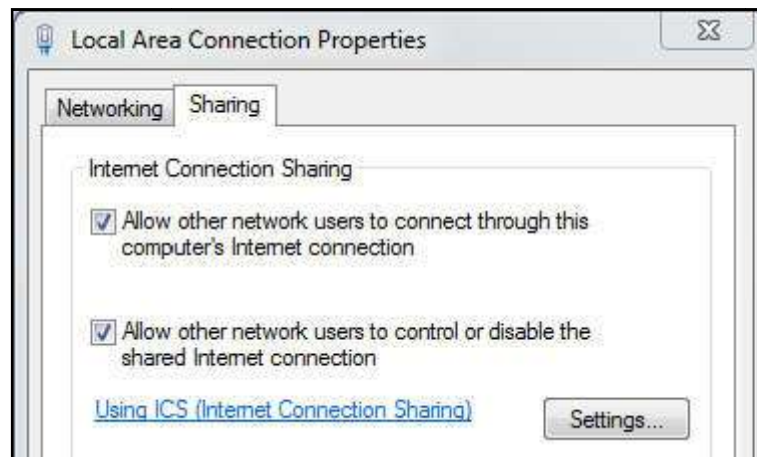 Local Area Connection Properties
Networking Sharing
Internet Connection Sharing
Allow other network users to connect through this
computer's Internet connection
Allow other network users to control or disable the
shared Internet connection
Using ICS (Internet Connection Sharing) Settings...